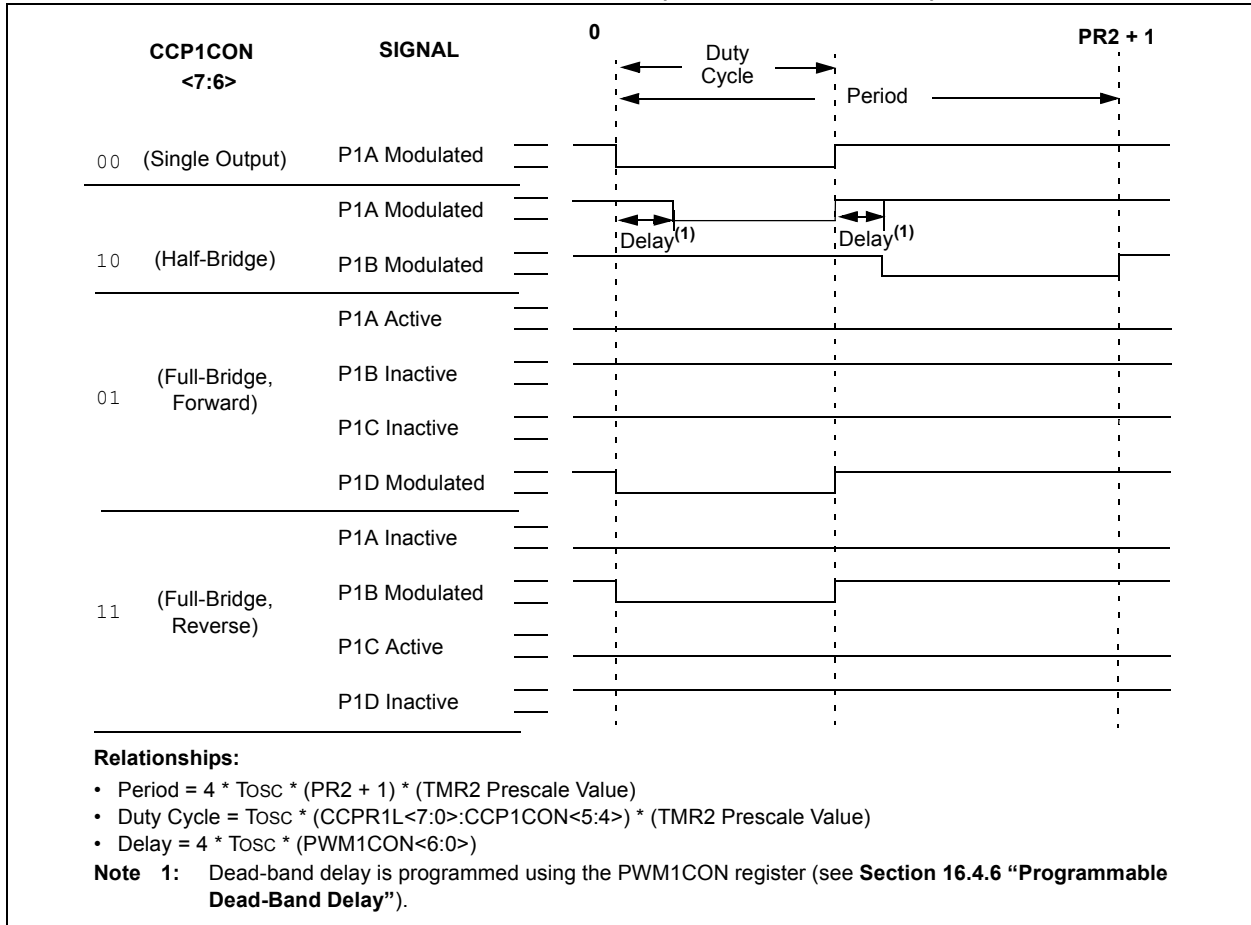 CCP1CON
<7:6>
SIGNAL
0
PR2 + 1
Duty
Cycle
Period
00 (Single Output) P1A Modulated
P1A Modulated
Delay(1) Delay(1)
10 (Half-Bridge) P1B Modulated
P1A Active
P1B Inactive
01 (Full-Bridge,
Forward)
P1C Inactive
P1D Modulated
P1A Inactive
P1B Modulated
11 (Full-Bridge,
Reverse)
P1C Active
P1D Inactive
Relationships:
• Period = 4 * TOSC * (PR2 + 1) * (TMR2 Prescale Value)
• Duty Cycle = TOSC * (CCPR1L<7:0>:CCP1CON<5:4>) * (TMR2 Prescale Value)
• Delay = 4 * TOSC * (PWM1CON<6:0>)
Note 1: Dead-band delay is programmed using the PWM1CON register (see Section 16.4.6 “Programmable
Dead-Band Delay”).